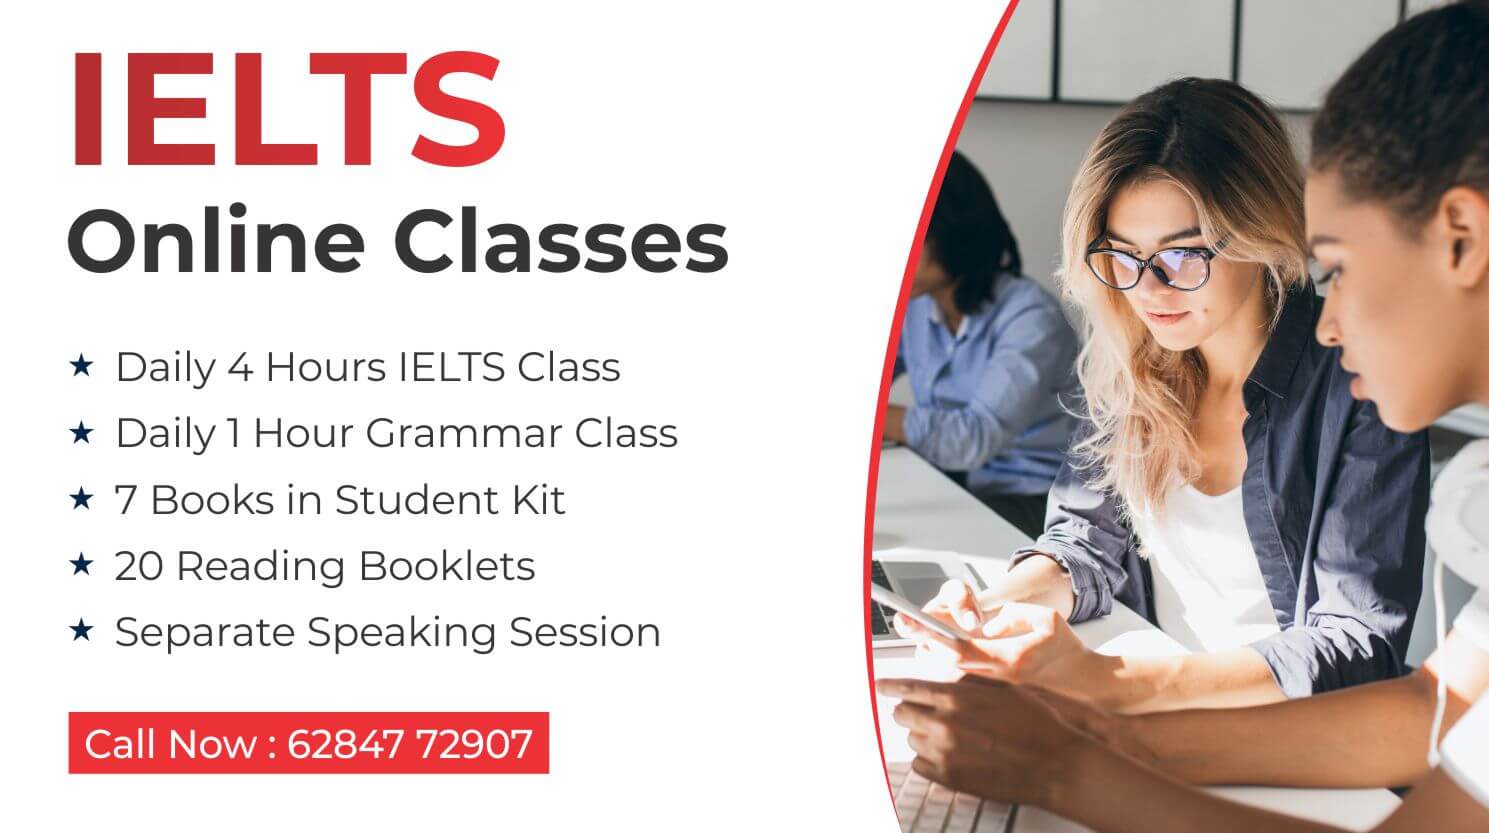 IELTS
Online Classes
★ Daily 4 Hours IELTS Class
★ Daily 1 Hour Grammar Class
★ 7 Books in Student Kit
★ 20 Reading Booklets
★ Separate Speaking Session
Call Now : 62847 72907